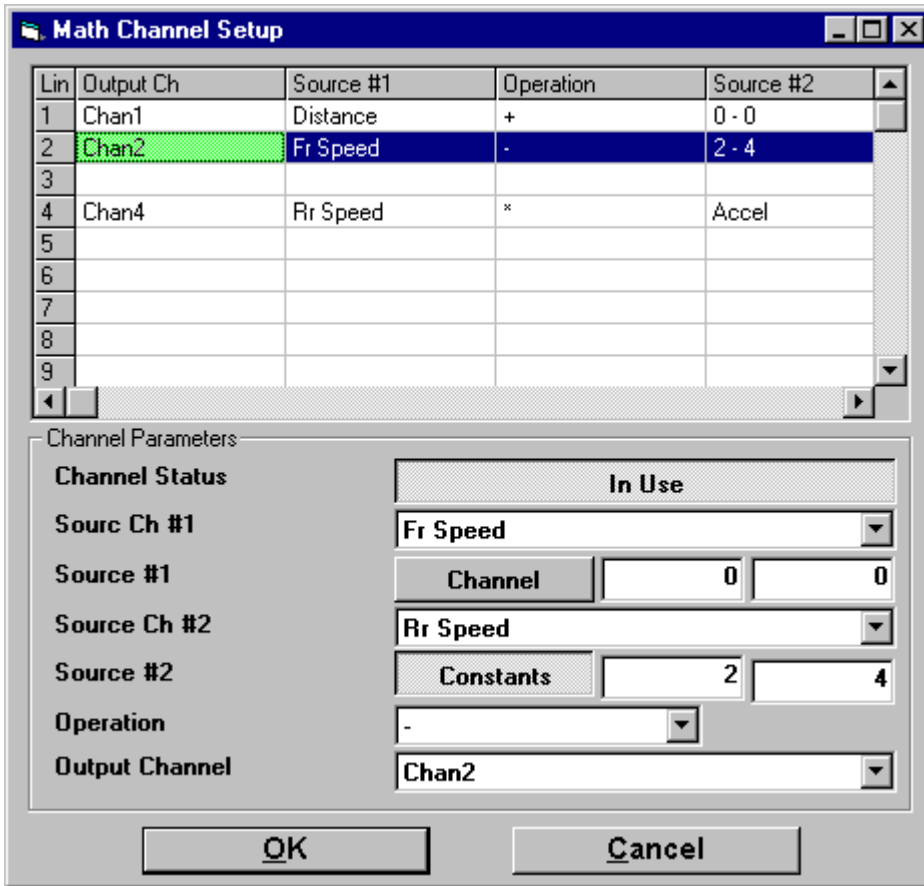 Math Channel Setup
Lin Output Ch Source #1 Operation Source #2
1 Chan1 Distance + 0 - 0
2 Chan2 Fr Speed - 2 - 4
3
4 Chan4 Rr Speed * Accel
5
6
7
8
9
Channel Parameters
Channel Status In Use
Sourc Ch #1 Fr Speed
Source #1 Channel 0 0
Source Ch #2 Rr Speed
Source #2 Constants 2 4
Operation -
Output Channel Chan2
OK Cancel